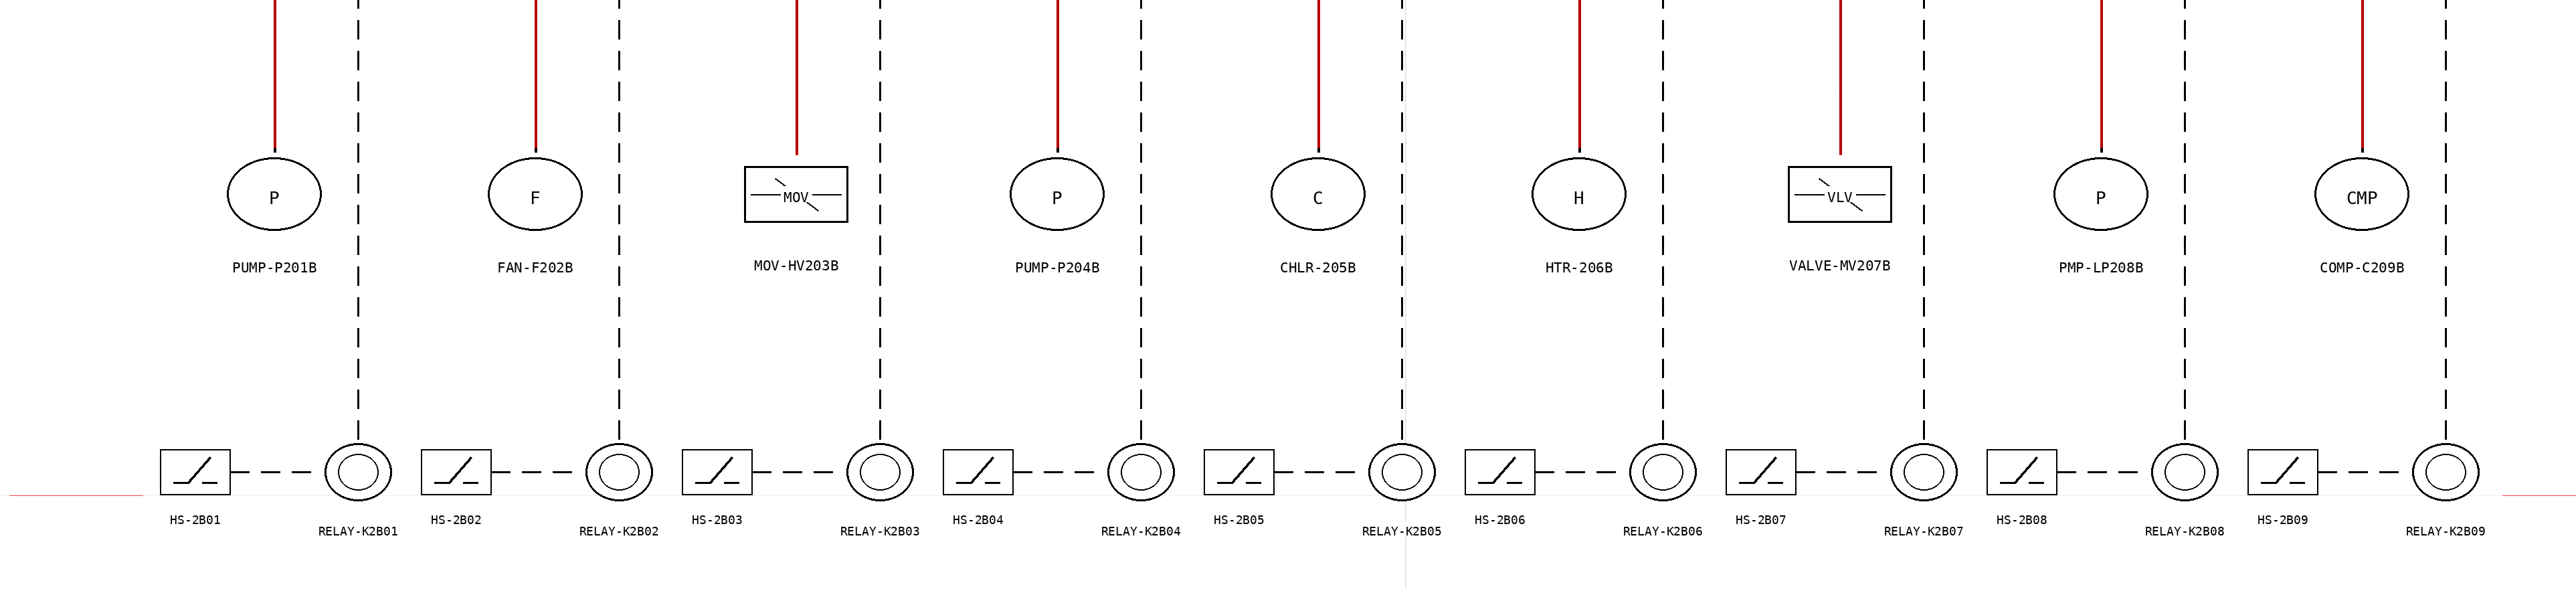 P F MOV P C H VLV P CMP
PUMP-P201B FAN-F202B MOV-HV203B PUMP-P204B CHLR-205B HTR-206B VALVE-MV207B PMP-LP208B COMP-C209B
HS-2B01 HS-2B02 HS-2B03 HS-2B04 HS-2B05 HS-2B06 HS-2B07 HS-2B08 HS-2B09
RELAY-K2B01 RELAY-K2B02 RELAY-K2B03 RELAY-K2B04 RELAY-K2B05 RELAY-K2B06 RELAY-K2B07 RELAY-K2B08 RELAY-K2B09